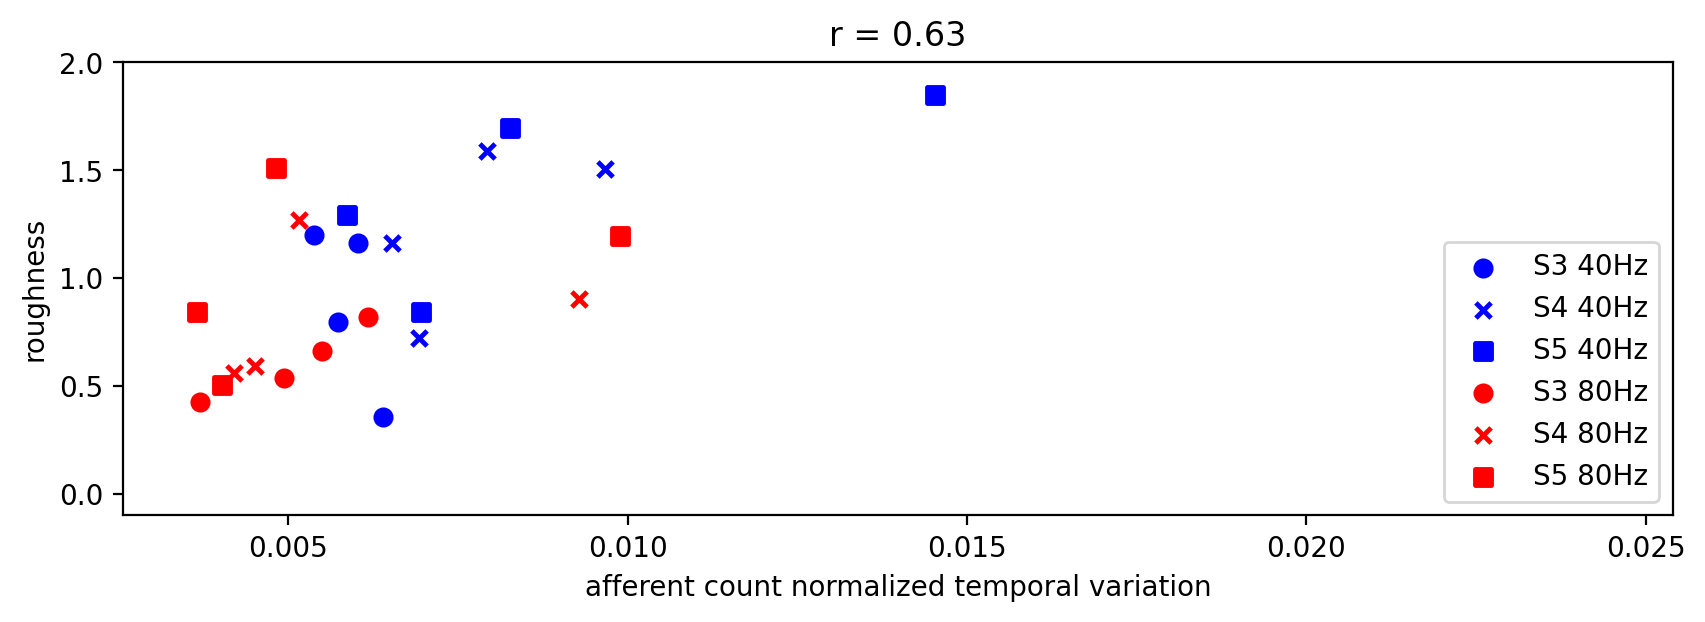 r = 0.63
2.0
1.5
1.0
0.5
0.0
roughness
0.005
0.010
0.015
0.020
0.025
afferent count normalized temporal variation
S3 40Hz
S4 40Hz
S5 40Hz
S3 80Hz
S4 80Hz
S5 80Hz